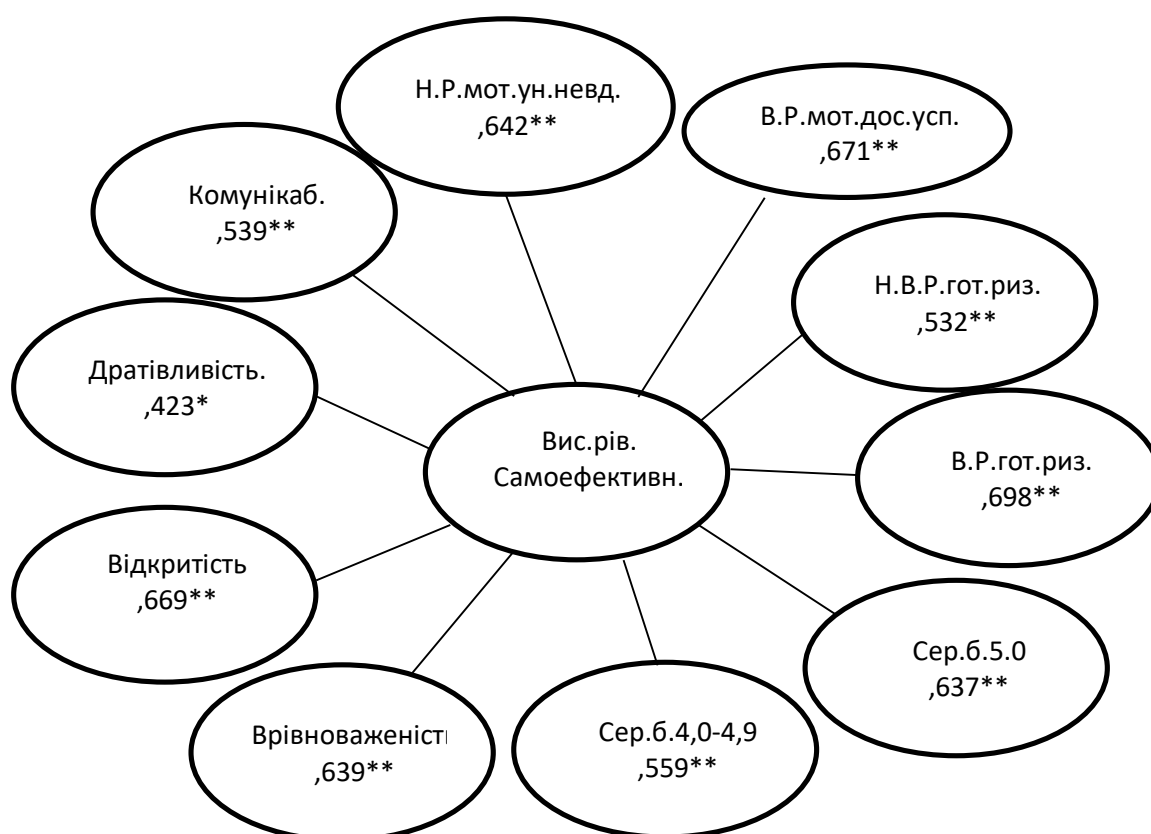 Н.Р.мот.ун.невд.
,642**
В.Р.мот.дос.усп.
,671**
Комунікаб.
,539**
Н.В.Р.гот.риз.
,532**
Дратівливість.
,423*
Вис.рів.
Самоефективн.
В.Р.гот.риз.
,698**
Відкритість
,669**
Сер.б.5.0
,637**
Врівноваженість
,639**
Сер.б.4,0-4,9
,559**